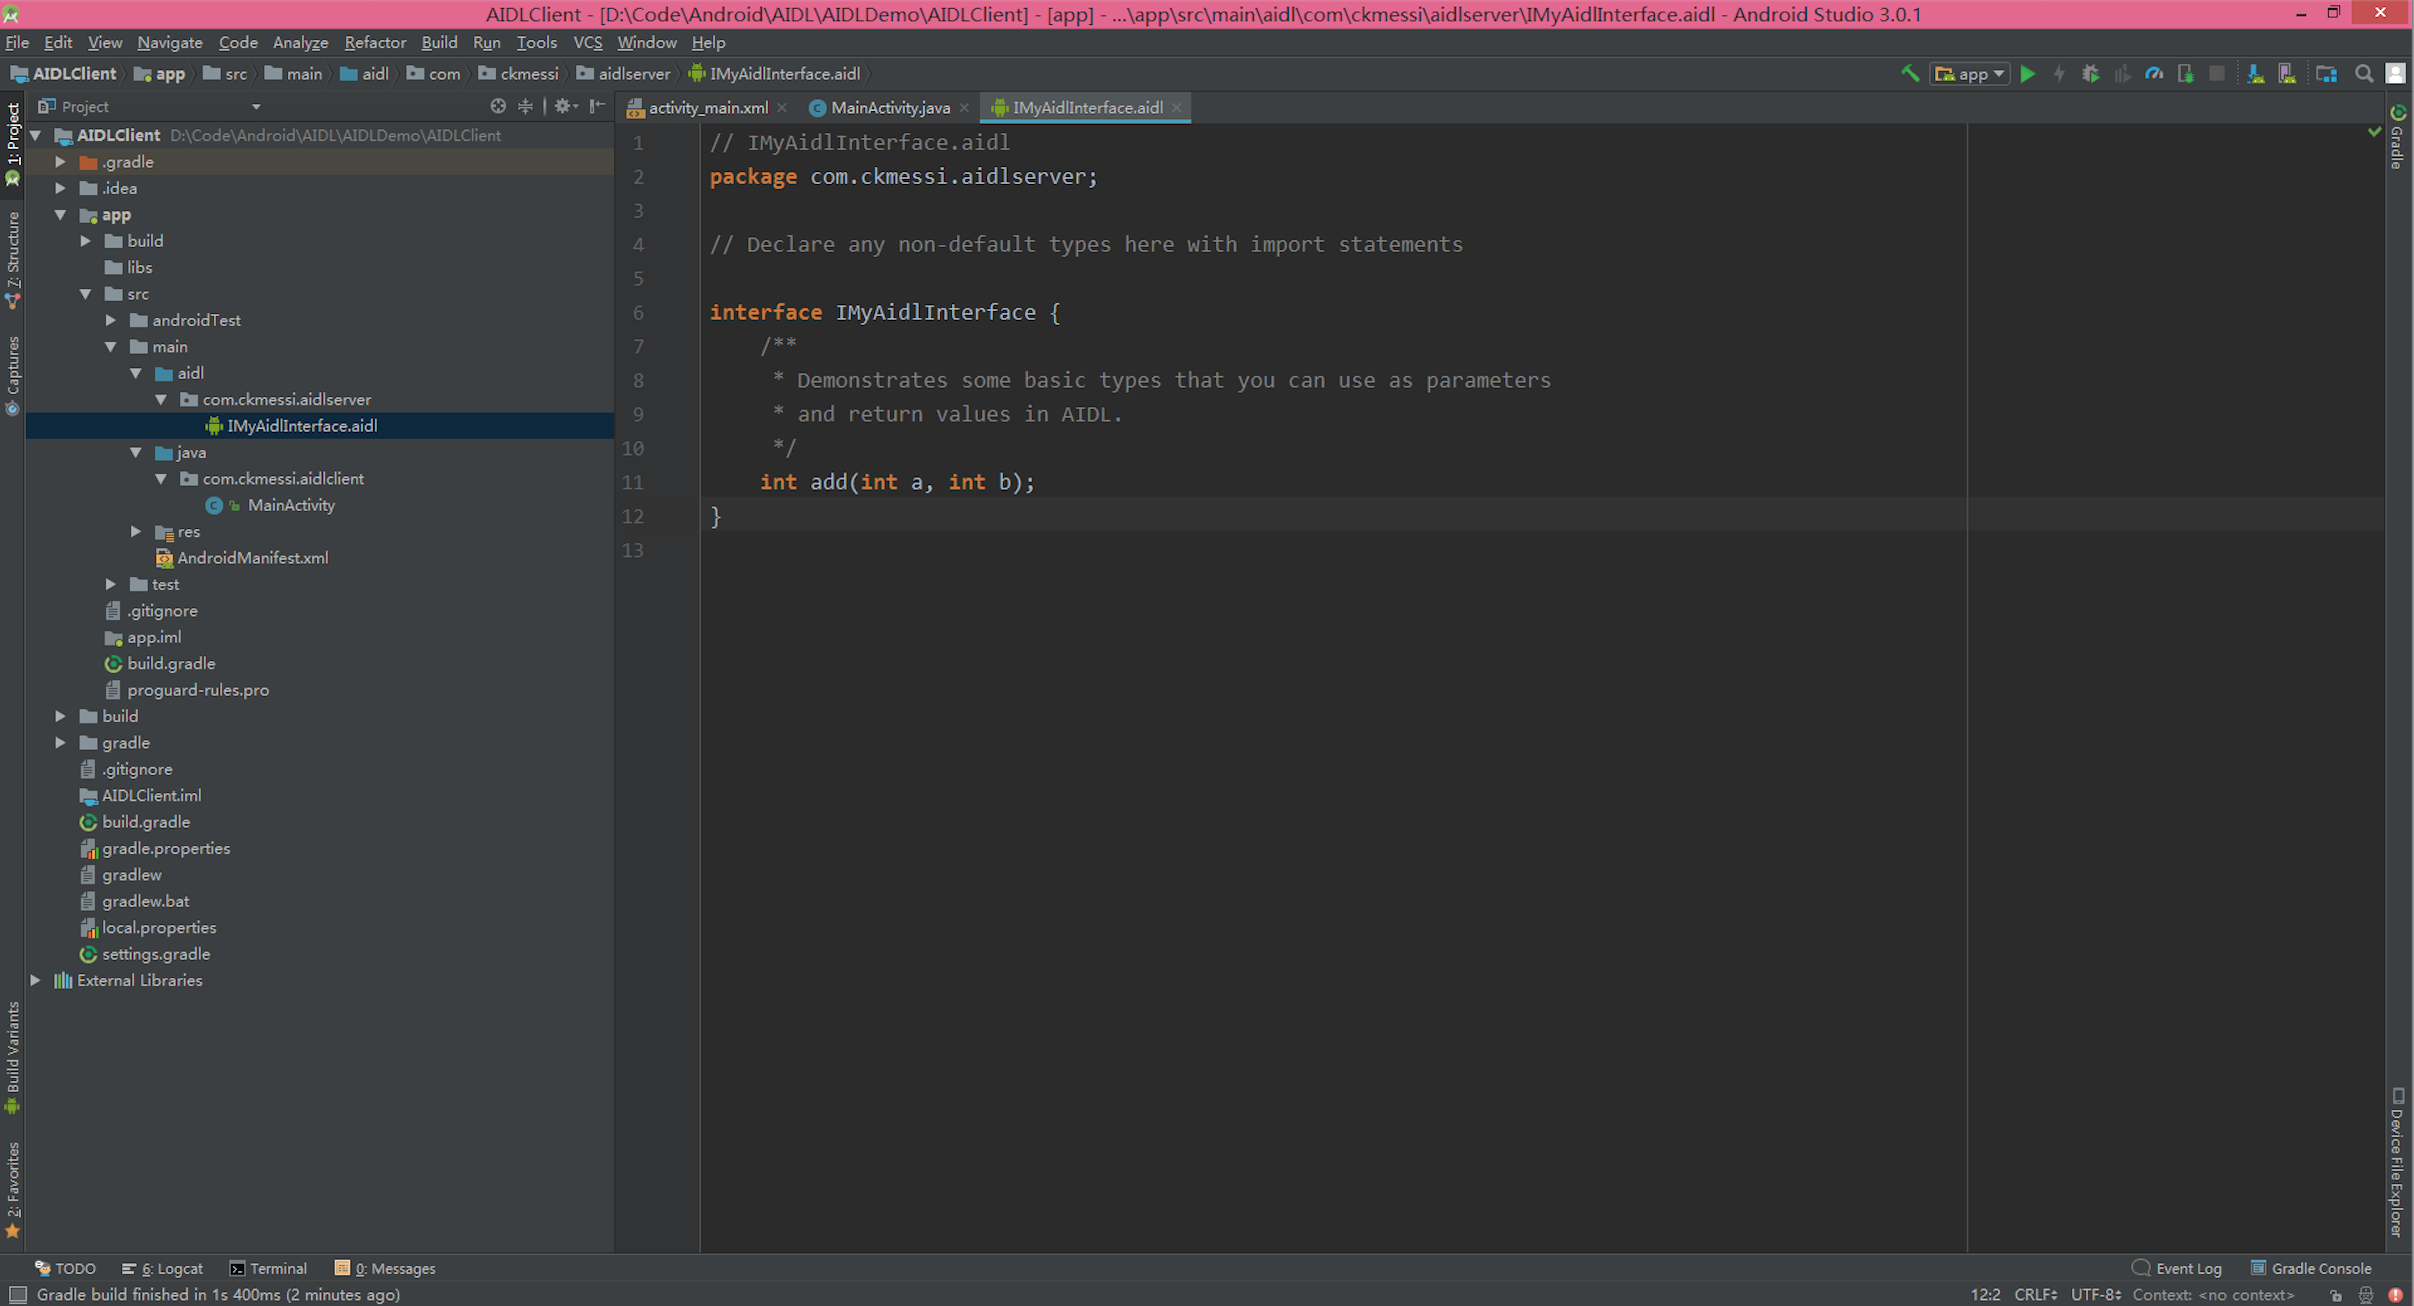 AIDLClient - [D:\Code\Android\AIDL\AIDLDemo\AIDLClient] - [app] - ...\app\src\main\aidl\com\ckmessi\aidlserver\IMyAidlInterface.aidl - Android Studio 3.0.1
File Edit View Navigate Code Analyze Refactor Build Run Tools VCS Window Help
AIDLClient app src main aidl com ckmessi aidlserver IMyAidlInterface.aidl
app
Project
activity_main.xml MainActivity.java IMyAidlInterface.aidl
1: Project
7: Structure
Captures
Build Variants
2: Favorites
AIDLClient D:\Code\Android\AIDL\AIDLDemo\AIDLClient
.gradle
.idea
app
build
libs
src
androidTest
main
aidl
com.ckmessi.aidlserver
IMyAidlInterface.aidl
java
com.ckmessi.aidlclient
MainActivity
res
AndroidManifest.xml
test
.gitignore
app.iml
build.gradle
proguard-rules.pro
build
gradle
.gitignore
AIDLClient.iml
build.gradle
gradle.properties
gradlew
gradlew.bat
local.properties
settings.gradle
External Libraries
1 // IMyAidlInterface.aidl
2 package com.ckmessi.aidlserver;
3
4 // Declare any non-default types here with import statements
5
6 interface IMyAidlInterface {
7 /**
8 * Demonstrates some basic types that you can use as parameters
9 * and return values in AIDL.
10 */
11 int add(int a, int b);
12 }
13
Gradle
Device File Explorer
TODO 6: Logcat Terminal 0: Messages Event Log Gradle Console
Gradle build finished in 1s 400ms (2 minutes ago) 12:2 CRLF UTF-8 Context: <no context>